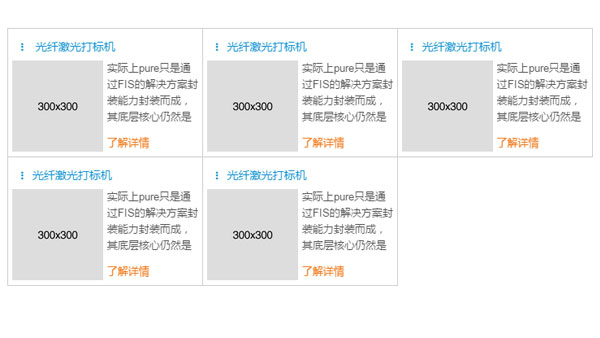 ⋮ 光纤激光打标机
300x300
实际上pure只是通
过FIS的解决方案封
装能力封装而成，
其底层核心仍然是
了解详情
⋮ 光纤激光打标机
300x300
实际上pure只是通
过FIS的解决方案封
装能力封装而成，
其底层核心仍然是
了解详情
⋮ 光纤激光打标机
300x300
实际上pure只是通
过FIS的解决方案封
装能力封装而成，
其底层核心仍然是
了解详情
⋮ 光纤激光打标机
300x300
实际上pure只是通
过FIS的解决方案封
装能力封装而成，
其底层核心仍然是
了解详情
⋮ 光纤激光打标机
300x300
实际上pure只是通
过FIS的解决方案封
装能力封装而成，
其底层核心仍然是
了解详情